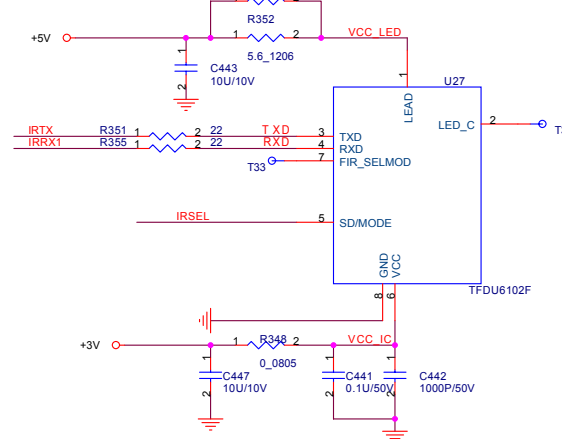 R352
+5V
VCC_LED
1
5.6_1206
C443
10U/10V
2
1
U27
LEAD
LED_C
2
IRTX
R351
1
2
22
TXD
3
TXD
IRRX1
R355
1
2
22
RXD
4
RXD
T33
7
FIR_SELMOD
IRSEL
5
SD/MODE
GND
VCC
8
6
TFDU6102F
+3V
1
R348
2
VCC_IC
0_0805
1
C447
10U/10V
2
1
C441
0.1U/50V
2
1
C442
1000P/50V
2